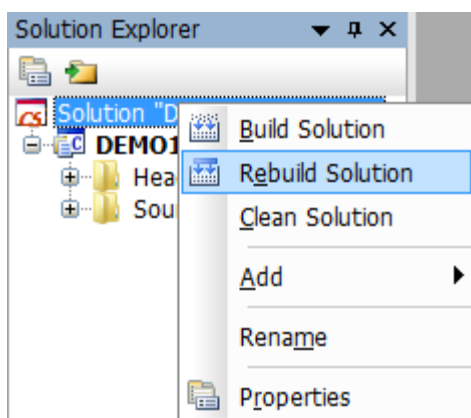 Solution Explorer
Solution "D
Build Solution
DEMO1
Rebuild Solution
Hea
Sou
Clean Solution
Add
Rename
Properties